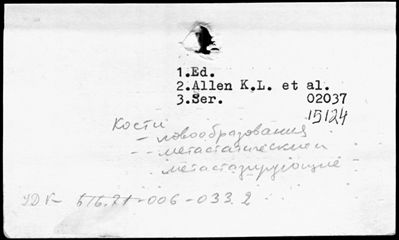 1.Ed.
2.Allen K.L. et al.
3.Ser. 02037
15124
Кости
- новообразования
-- метастатические и
метастазирующие -
616.71-006-033.2